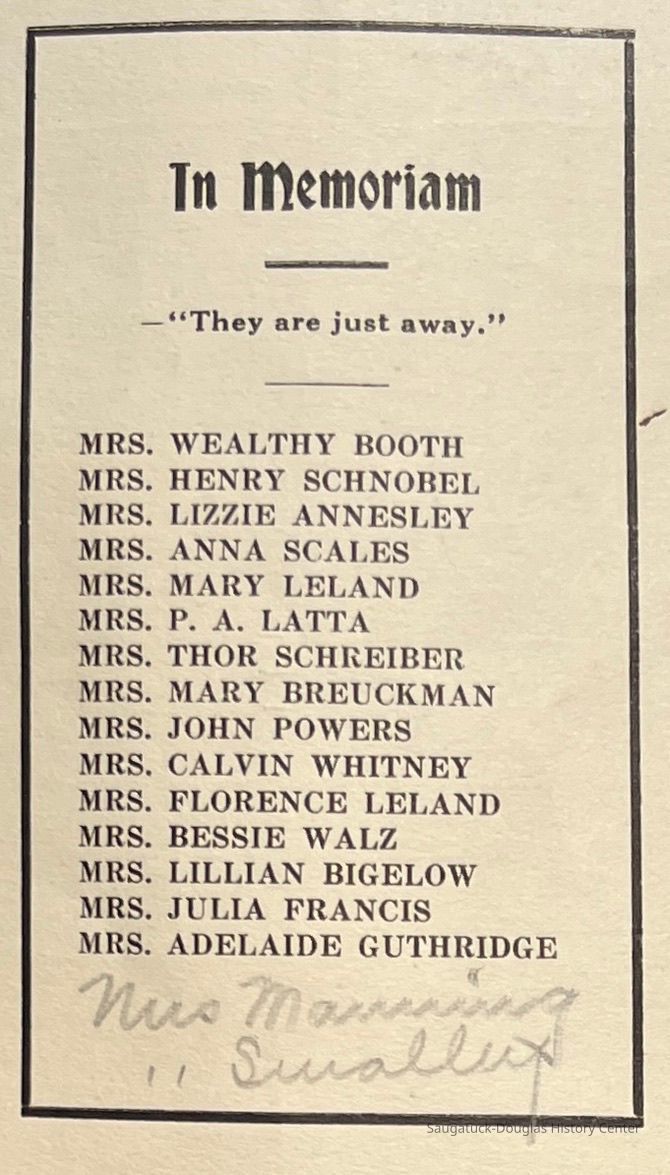 In Memoriam
—“They are just away.”
MRS. WEALTHY BOOTH
MRS. HENRY SCHNOBEL
MRS. LIZZIE ANNESLEY
MRS. ANNA SCALES
MRS. MARY LELAND
MRS. P. A. LATTA
MRS. THOR SCHREIBER
MRS. MARY BREUCKMAN
MRS. JOHN POWERS
MRS. CALVIN WHITNEY
MRS. FLORENCE LELAND
MRS. BESSIE WALZ
MRS. LILLIAN BIGELOW
MRS. JULIA FRANCIS
MRS. ADELAIDE GUTHRIDGE
Mrs Manning
"
Saugatuck-Douglas History Center